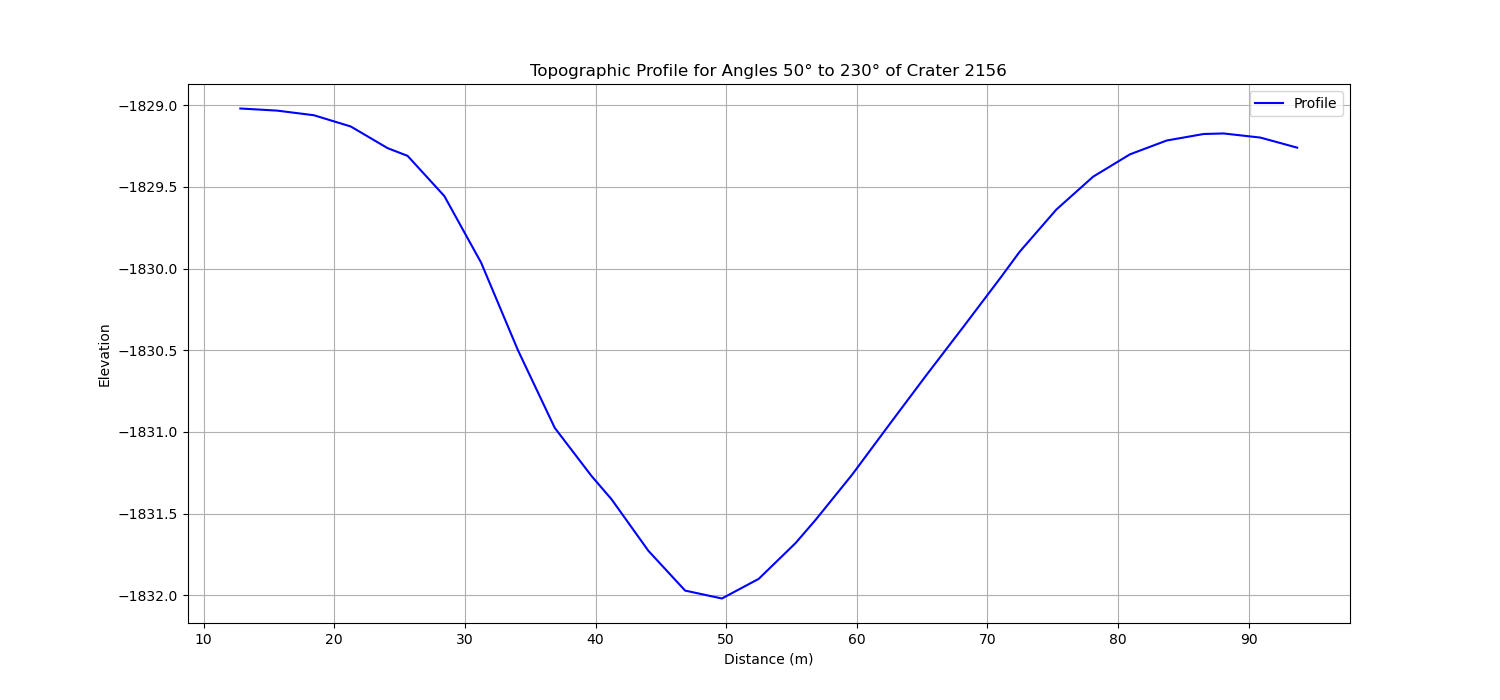 Topographic Profile for Angles 50° to 230° of Crater 2156
Profile
Elevation
−1829.0
−1829.5
−1830.0
−1830.5
−1831.0
−1831.5
−1832.0
10 20 30 40 50 60 70 80 90
Distance (m)